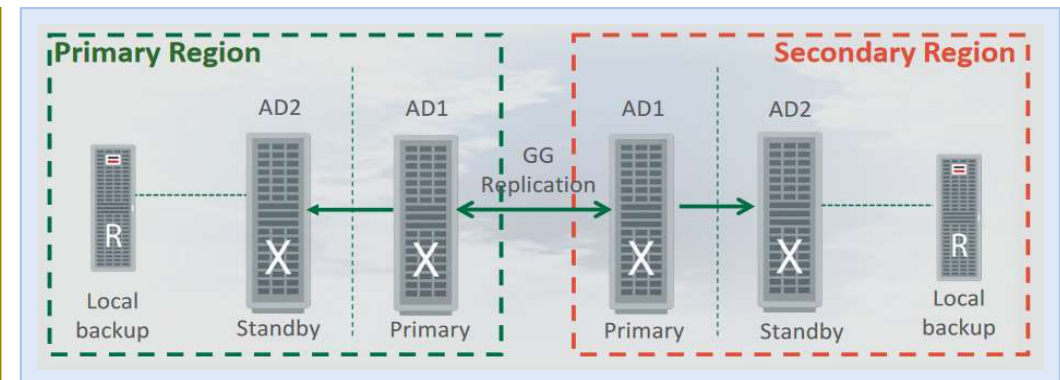 Primary Region
Secondary Region
AD2
AD1
AD1
AD2
GG
Replication
R
X
X
X
X
R
Local
backup
Standby
Primary
Primary
Standby
Local
backup